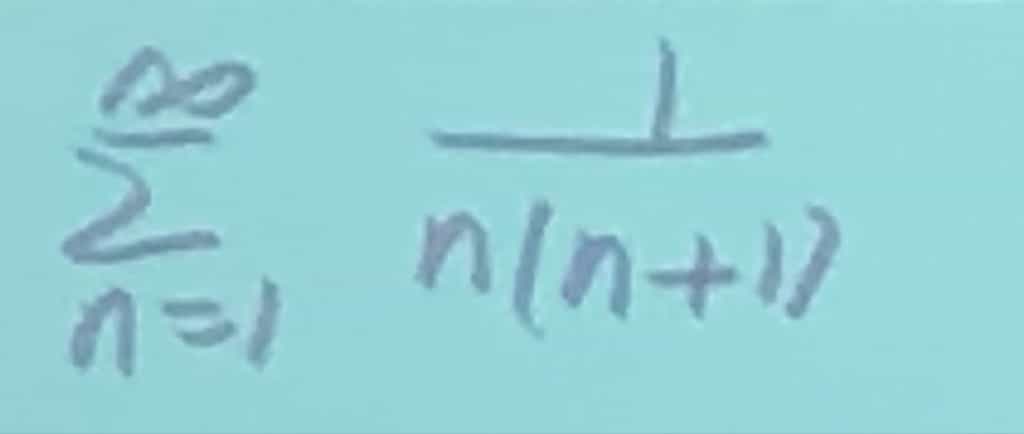 ∞
∑ 1/(n(n+1))
n=1